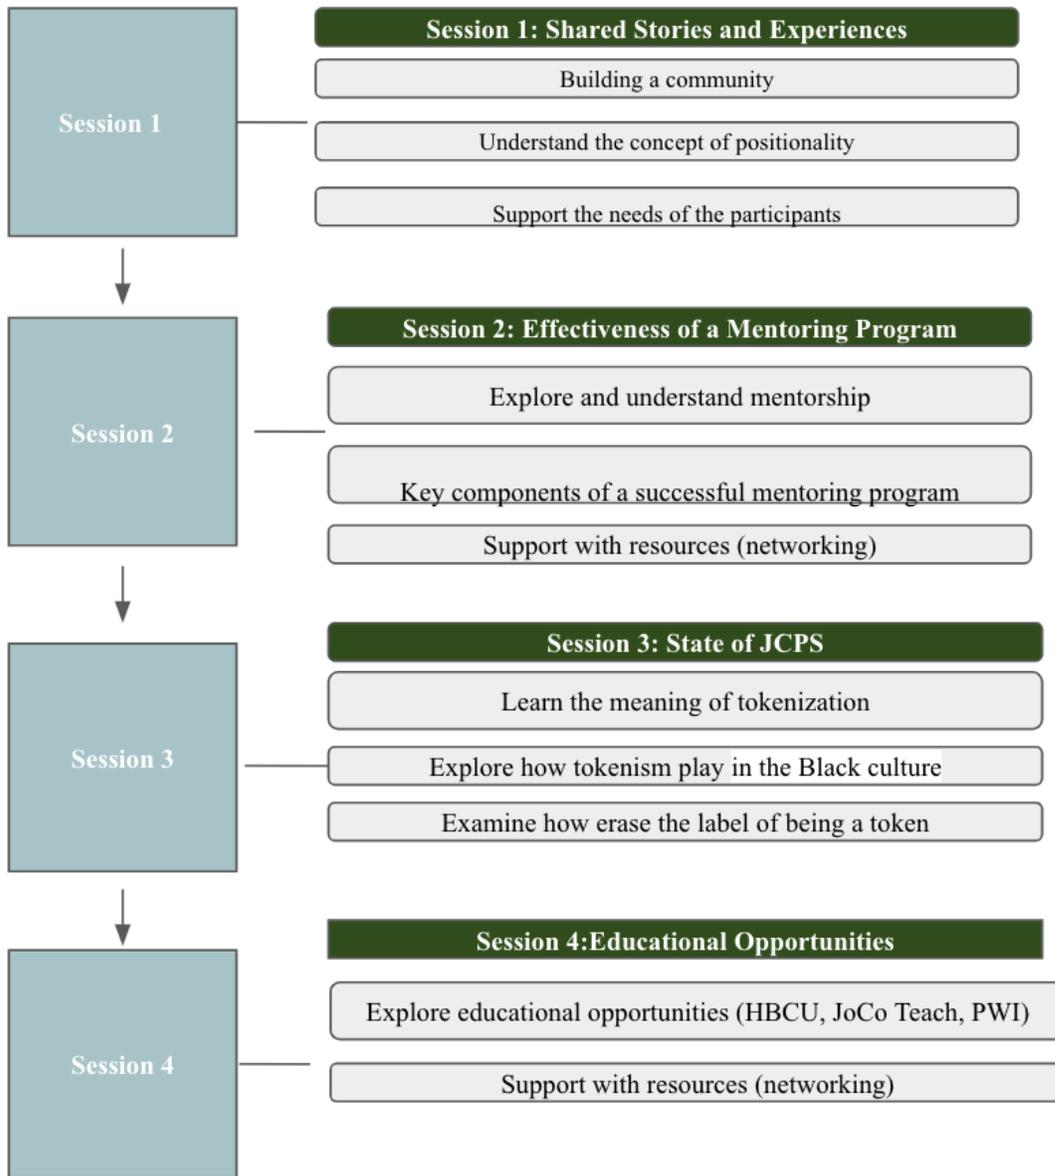 Session 1
Session 1: Shared Stories and Experiences
Building a community
Understand the concept of positionality
Support the needs of the participants
Session 2
Session 2: Effectiveness of a Mentoring Program
Explore and understand mentorship
Key components of a successful mentoring program
Support with resources (networking)
Session 3
Session 3: State of JCPS
Learn the meaning of tokenization
Explore how tokenism play in the Black culture
Examine how erase the label of being a token
Session 4
Session 4:Educational Opportunities
Explore educational opportunities (HBCU, JoCo Teach, PWI)
Support with resources (networking)